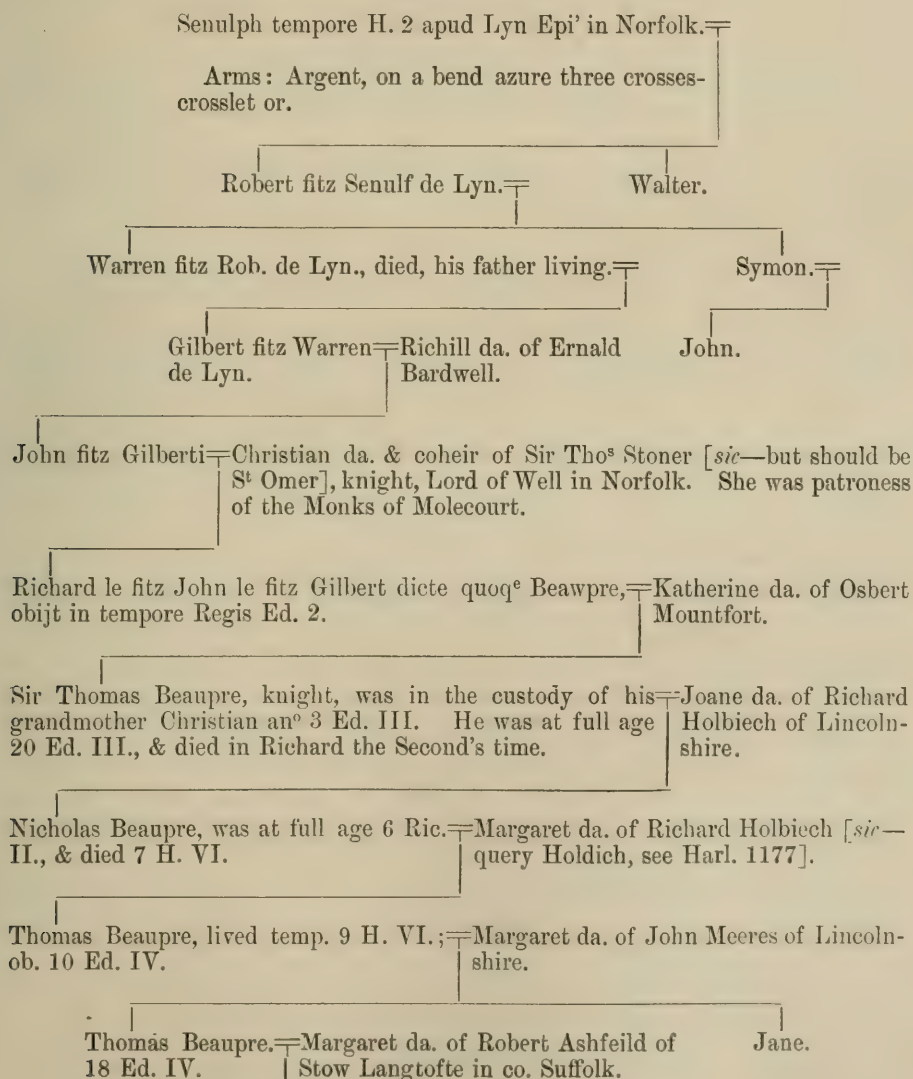 Senulph tempore H. 2 apud Lyn Epi' in Norfolk.
Arms: Argent, on a bend azure three crosses-
crosslet or.
Robert fitz Senulf de Lyn. Walter.
Warren fitz Rob. de Lyn., died, his father living. Symon.
Gilbert fitz Warren Richill da. of Ernald John.
de Lyn. Bardwell.
John fitz Gilberti Christian da. & coheir of Sir Thoˢ Stoner [sic—but should be
Sᵗ Omer], knight, Lord of Well in Norfolk. She was patroness
of the Monks of Molecourt.
Richard le fitz John le fitz Gilbert dicte quoqᵉ Beawpre, Katherine da. of Osbert
obijt in tempore Regis Ed. 2. Mountfort.
Sir Thomas Beaupre, knight, was in the custody of his Joane da. of Richard
grandmother Christian anᵒ 3 Ed. III. He was at full age Holbiech of Lincoln-
20 Ed. III., & died in Richard the Second's time. shire.
Nicholas Beaupre, was at full age 6 Ric. Margaret da. of Richard Holbiech [sic—
II., & died 7 H. VI. query Holdich, see Harl. 1177].
Thomas Beaupre, lived temp. 9 H. VI.; Margaret da. of John Meeres of Lincoln-
ob. 10 Ed. IV. shire.
Thomas Beaupre. Margaret da. of Robert Ashfeild of Jane.
18 Ed. IV. Stow Langtofte in co. Suffolk.